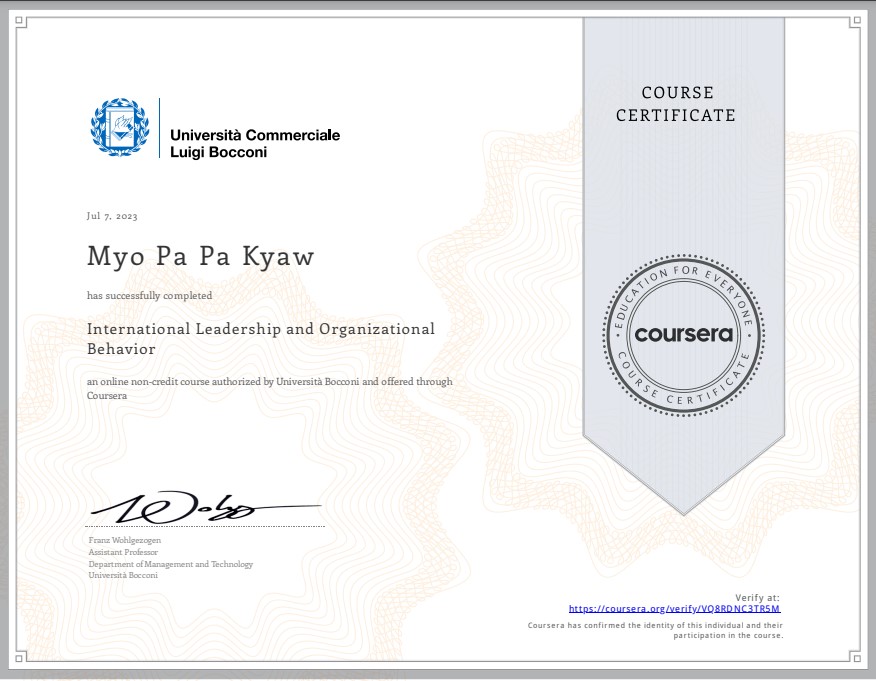 Università Commerciale
Luigi Bocconi
COURSE
CERTIFICATE
Jul 7, 2023
Myo Pa Pa Kyaw
has successfully completed
International Leadership and Organizational
Behavior
an online non-credit course authorized by Università Bocconi and offered through
Coursera
EDUCATION FOR EVERYONE
coursera
COURSE CERTIFICATE
Franz Wohlgezogen
Assistant Professor
Department of Management and Technology
Università Bocconi
Verify at:
https://coursera.org/verify/VQ8RDNC3TR5M
Coursera has confirmed the identity of this individual and their
participation in the course.